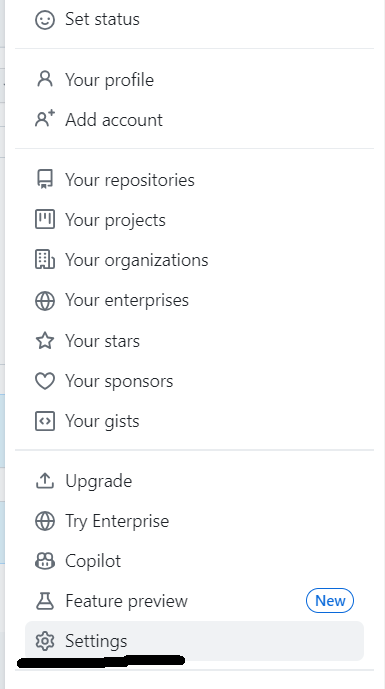 Set status
Your profile
Add account
Your repositories
Your projects
Your organizations
Your enterprises
Your stars
Your sponsors
Your gists
Upgrade
Try Enterprise
Copilot
Feature preview New
Settings